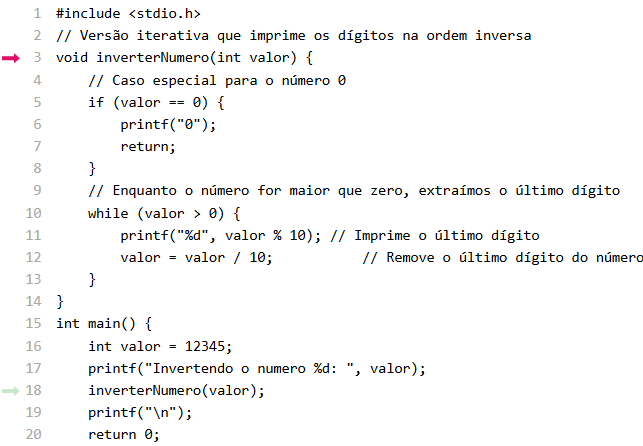 1 #include <stdio.h>
2 // Versão iterativa que imprime os dígitos na ordem inversa
3 void inverterNumero(int valor) {
4     // Caso especial para o número 0
5     if (valor == 0) {
6         printf("0");
7         return;
8     }
9     // Enquanto o número for maior que zero, extraímos o último dígito
10     while (valor > 0) {
11         printf("%d", valor % 10); // Imprime o último dígito
12         valor = valor / 10;           // Remove o último dígito do número
13     }
14 }
15 int main() {
16     int valor = 12345;
17     printf("Invertendo o numero %d: ", valor);
18     inverterNumero(valor);
19     printf("\n");
20     return 0;